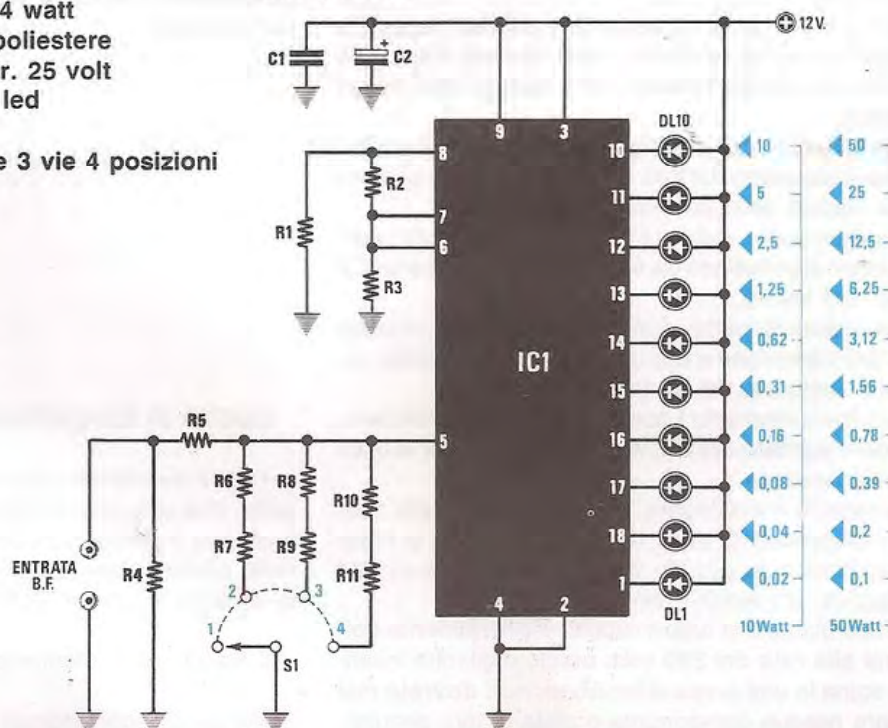 4 watt
poliestere
r. 25 volt
led
e 3 vie 4 posizioni
C1
+
C2
12 V.
9
3
8
7
6
5
4
2
IC1
R1
R2
R3
R4
R5
R6
R7
R8
R9
R10
R11
ENTRATA
B.F.
1
2
3
4
S1
DL10
10
11
12
13
14
15
16
17
18
1
DL1
10 50
5 25
2,5 12,5
1,25 6,25
0,62 3,12
0,31 1,56
0,16 0,78
0,08 0.39
0,04 0,2
0,02 0,1
10 Watt 50 Watt